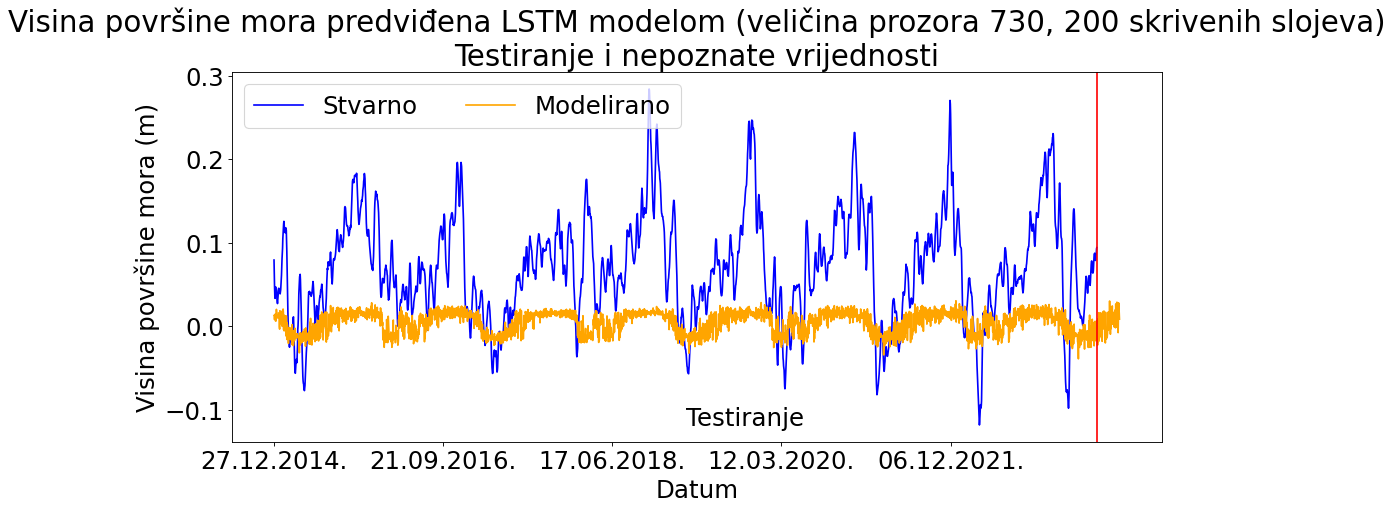 Visina površine mora predviđena LSTM modelom (veličina prozora 730, 200 skrivenih slojeva)
Testiranje i nepoznate vrijednosti
Stvarno
Modelirano
Visina površine mora (m)
0.3
0.2
0.1
0.0
−0.1
Testiranje
27.12.2014.
21.09.2016.
17.06.2018.
12.03.2020.
06.12.2021.
Datum